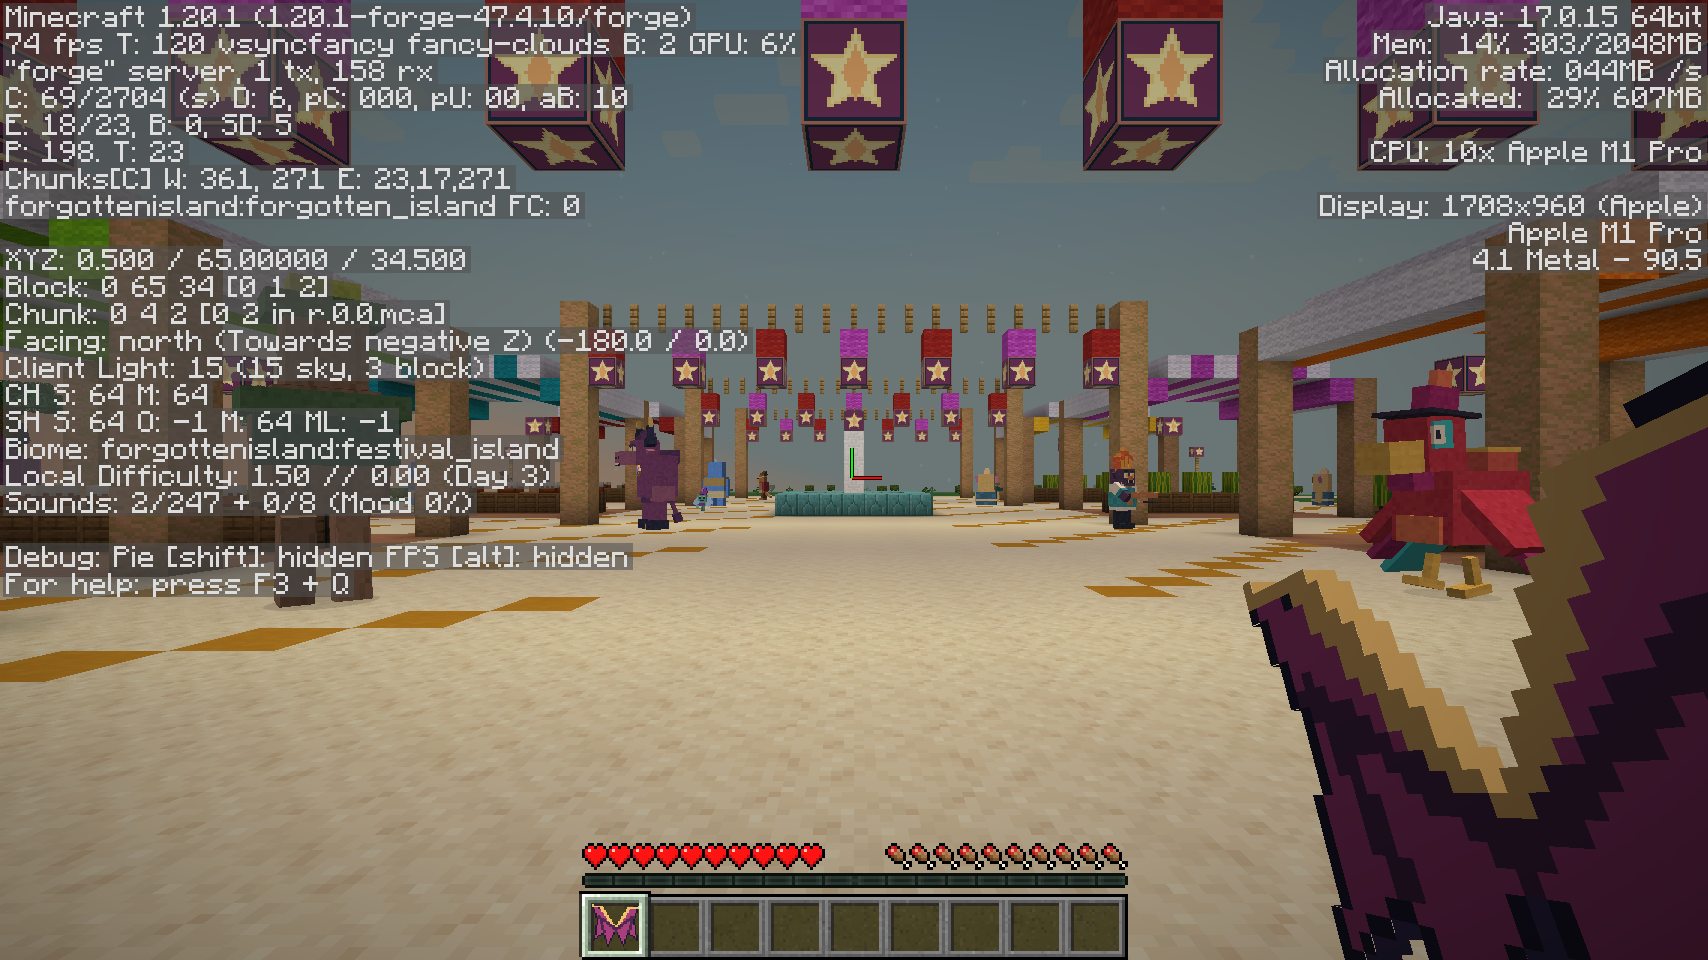 Minecraft 1.20.1 (1.20.1-forge-47.4.10/forge)
74 fps T: 120 vsyncfancy fancy-clouds B: 2 GPU: 6%
"forge" server, 1 tx, 158 rx
C: 69/2704 (s) D: 6, pC: 000, pU: 00, aB: 10
E: 18/23, B: 0, SD: 5
P: 198. T: 23
Chunks[C] W: 361, 271 E: 23,17,271
forgottenisland:forgotten_island FC: 0
XYZ: 0.500 / 65.00000 / 34.500
Block: 0 65 34 [0 1 2]
Chunk: 0 4 2 [0 2 in r.0.0.mca]
Facing: north (Towards negative Z) (-180.0 / 0.0)
Client Light: 15 (15 sky, 3 block)
CH S: 64 M: 64
SH S: 64 O: -1 M: 64 ML: -1
Biome: forgottenisland:festival_island
Local Difficulty: 1.50 // 0.00 (Day 3)
Sounds: 2/247 + 0/8 (Mood 0%)
Debug: Pie [shift]: hidden FPS [alt]: hidden
For help: press F3 + Q
Java: 17.0.15 64bit
Mem: 14% 303/2048MB
Allocation rate: 044MB /s
Allocated: 29% 607MB
CPU: 10x Apple M1 Pro
Display: 1708x960 (Apple)
Apple M1 Pro
4.1 Metal - 90.5